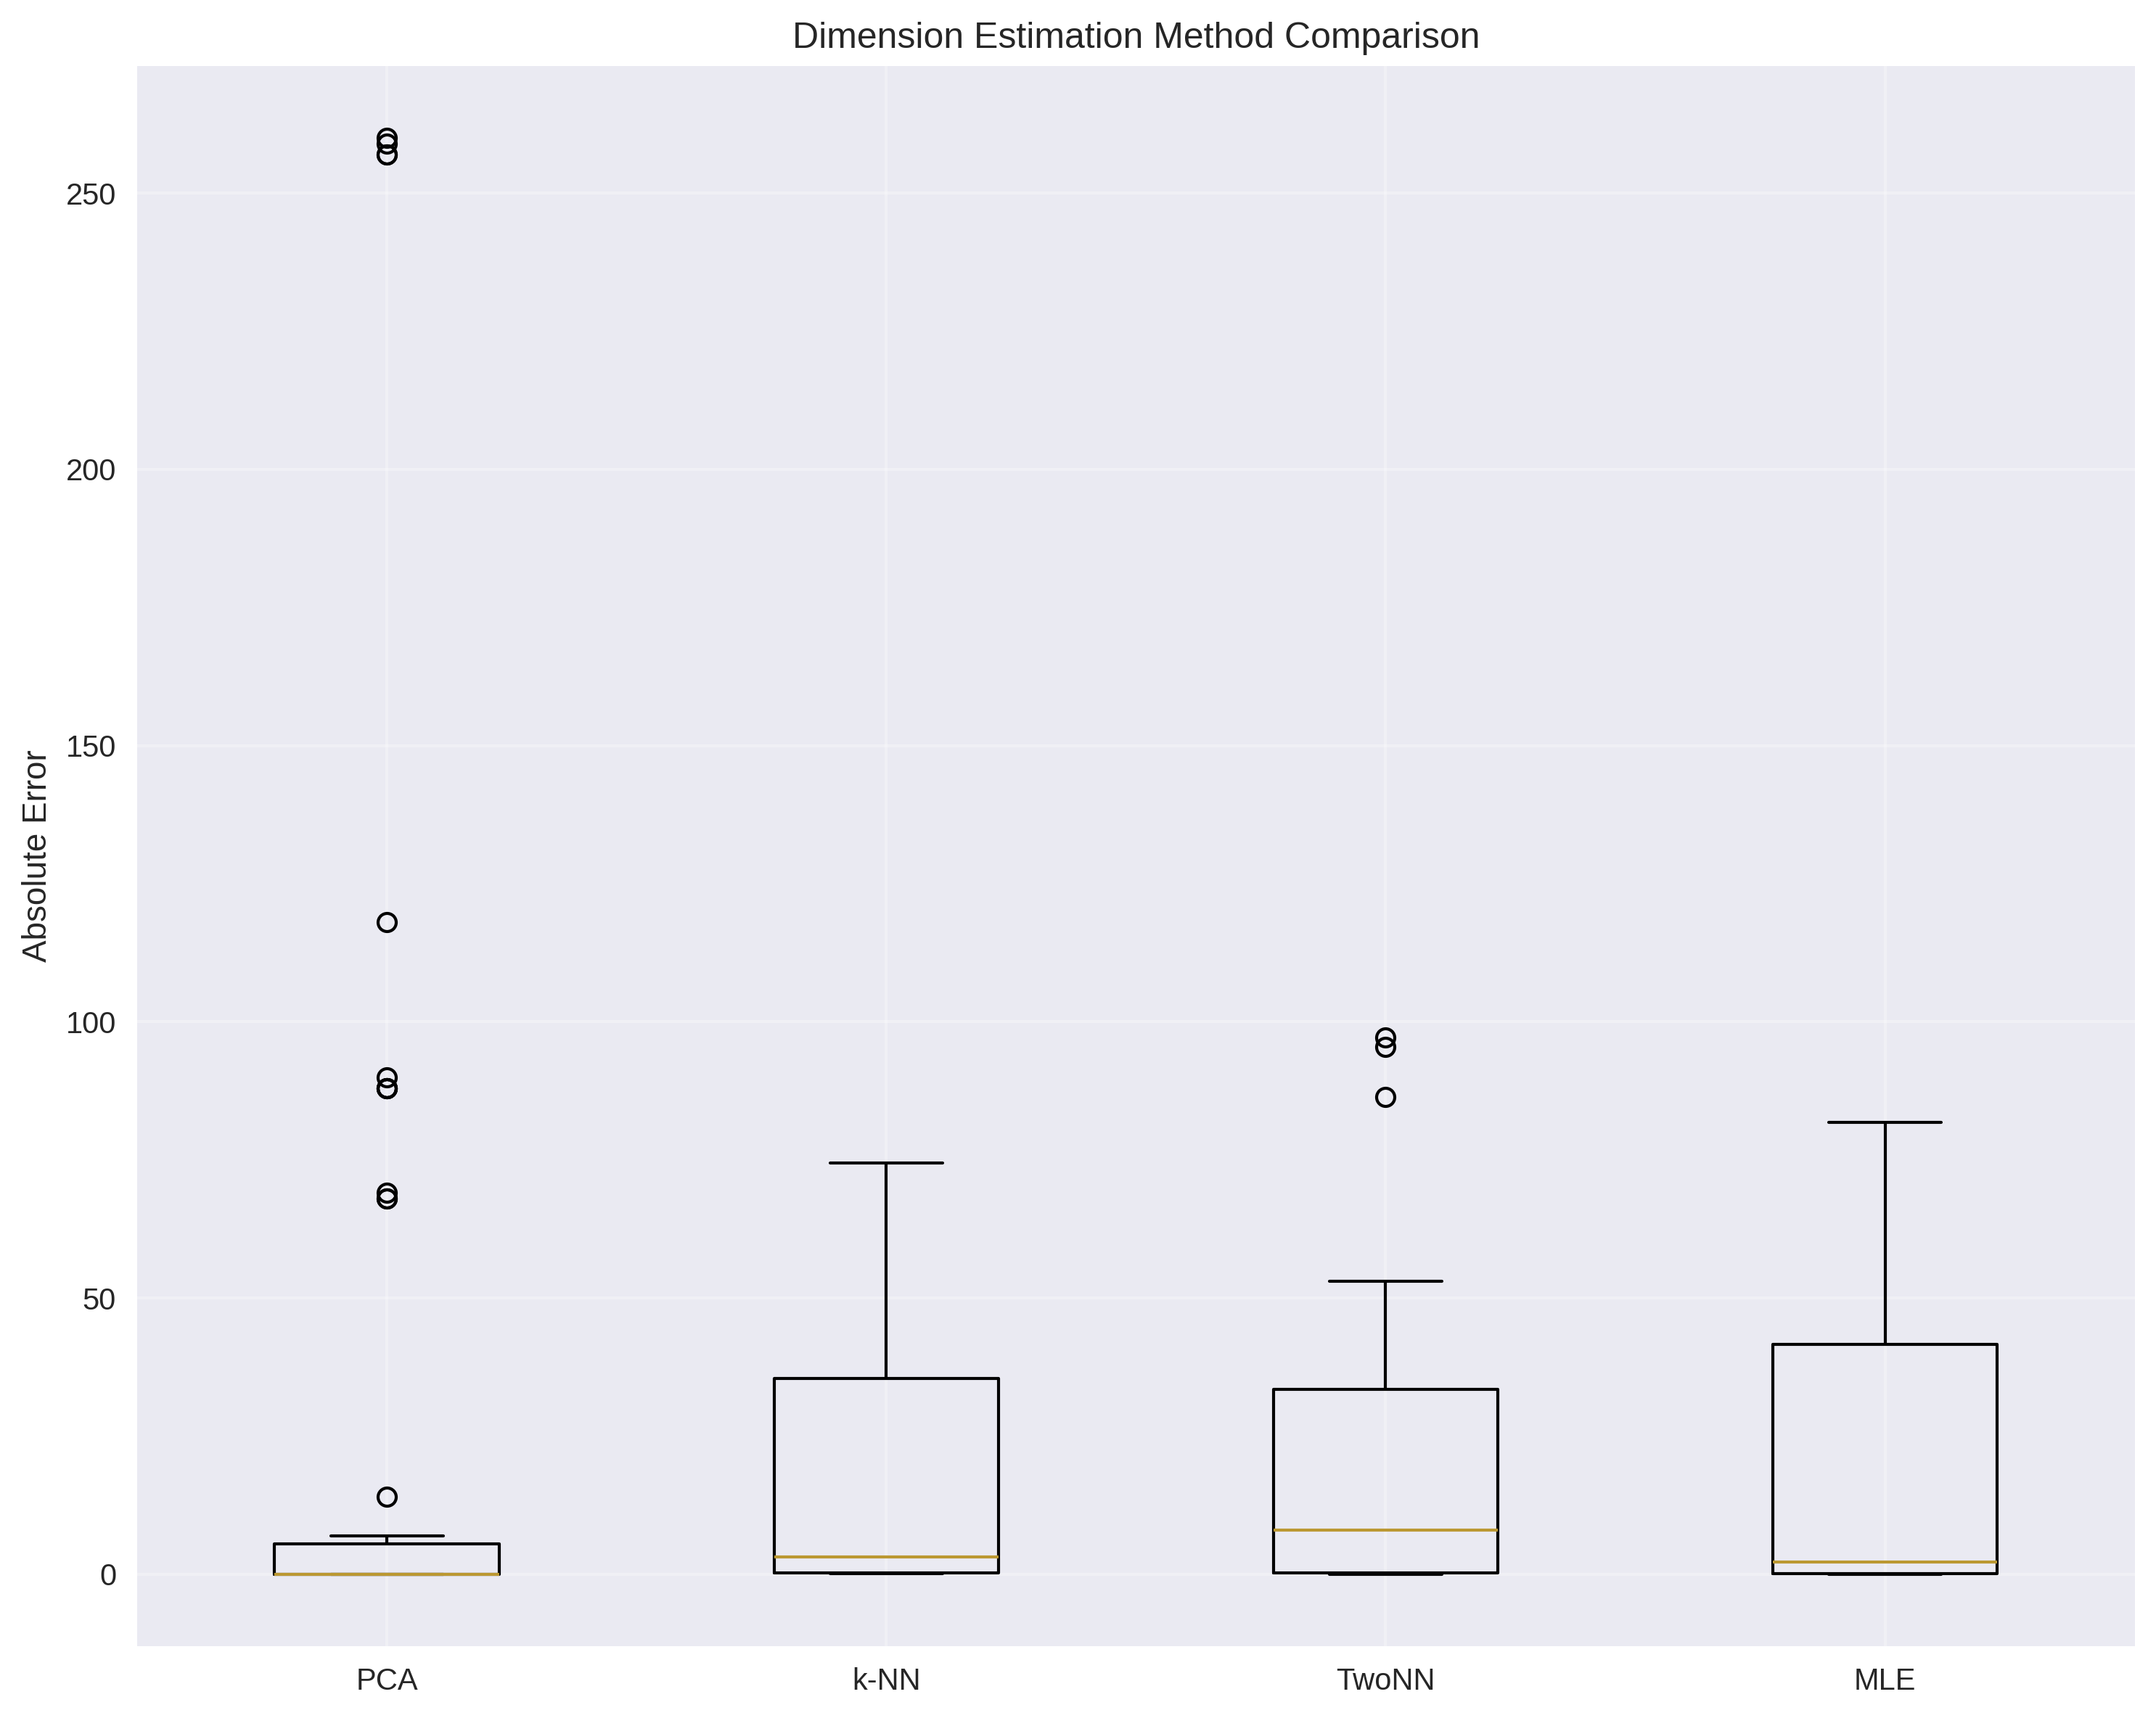 Dimension Estimation Method Comparison
Absolute Error
250
200
150
100
50
0
PCA k-NN TwoNN MLE